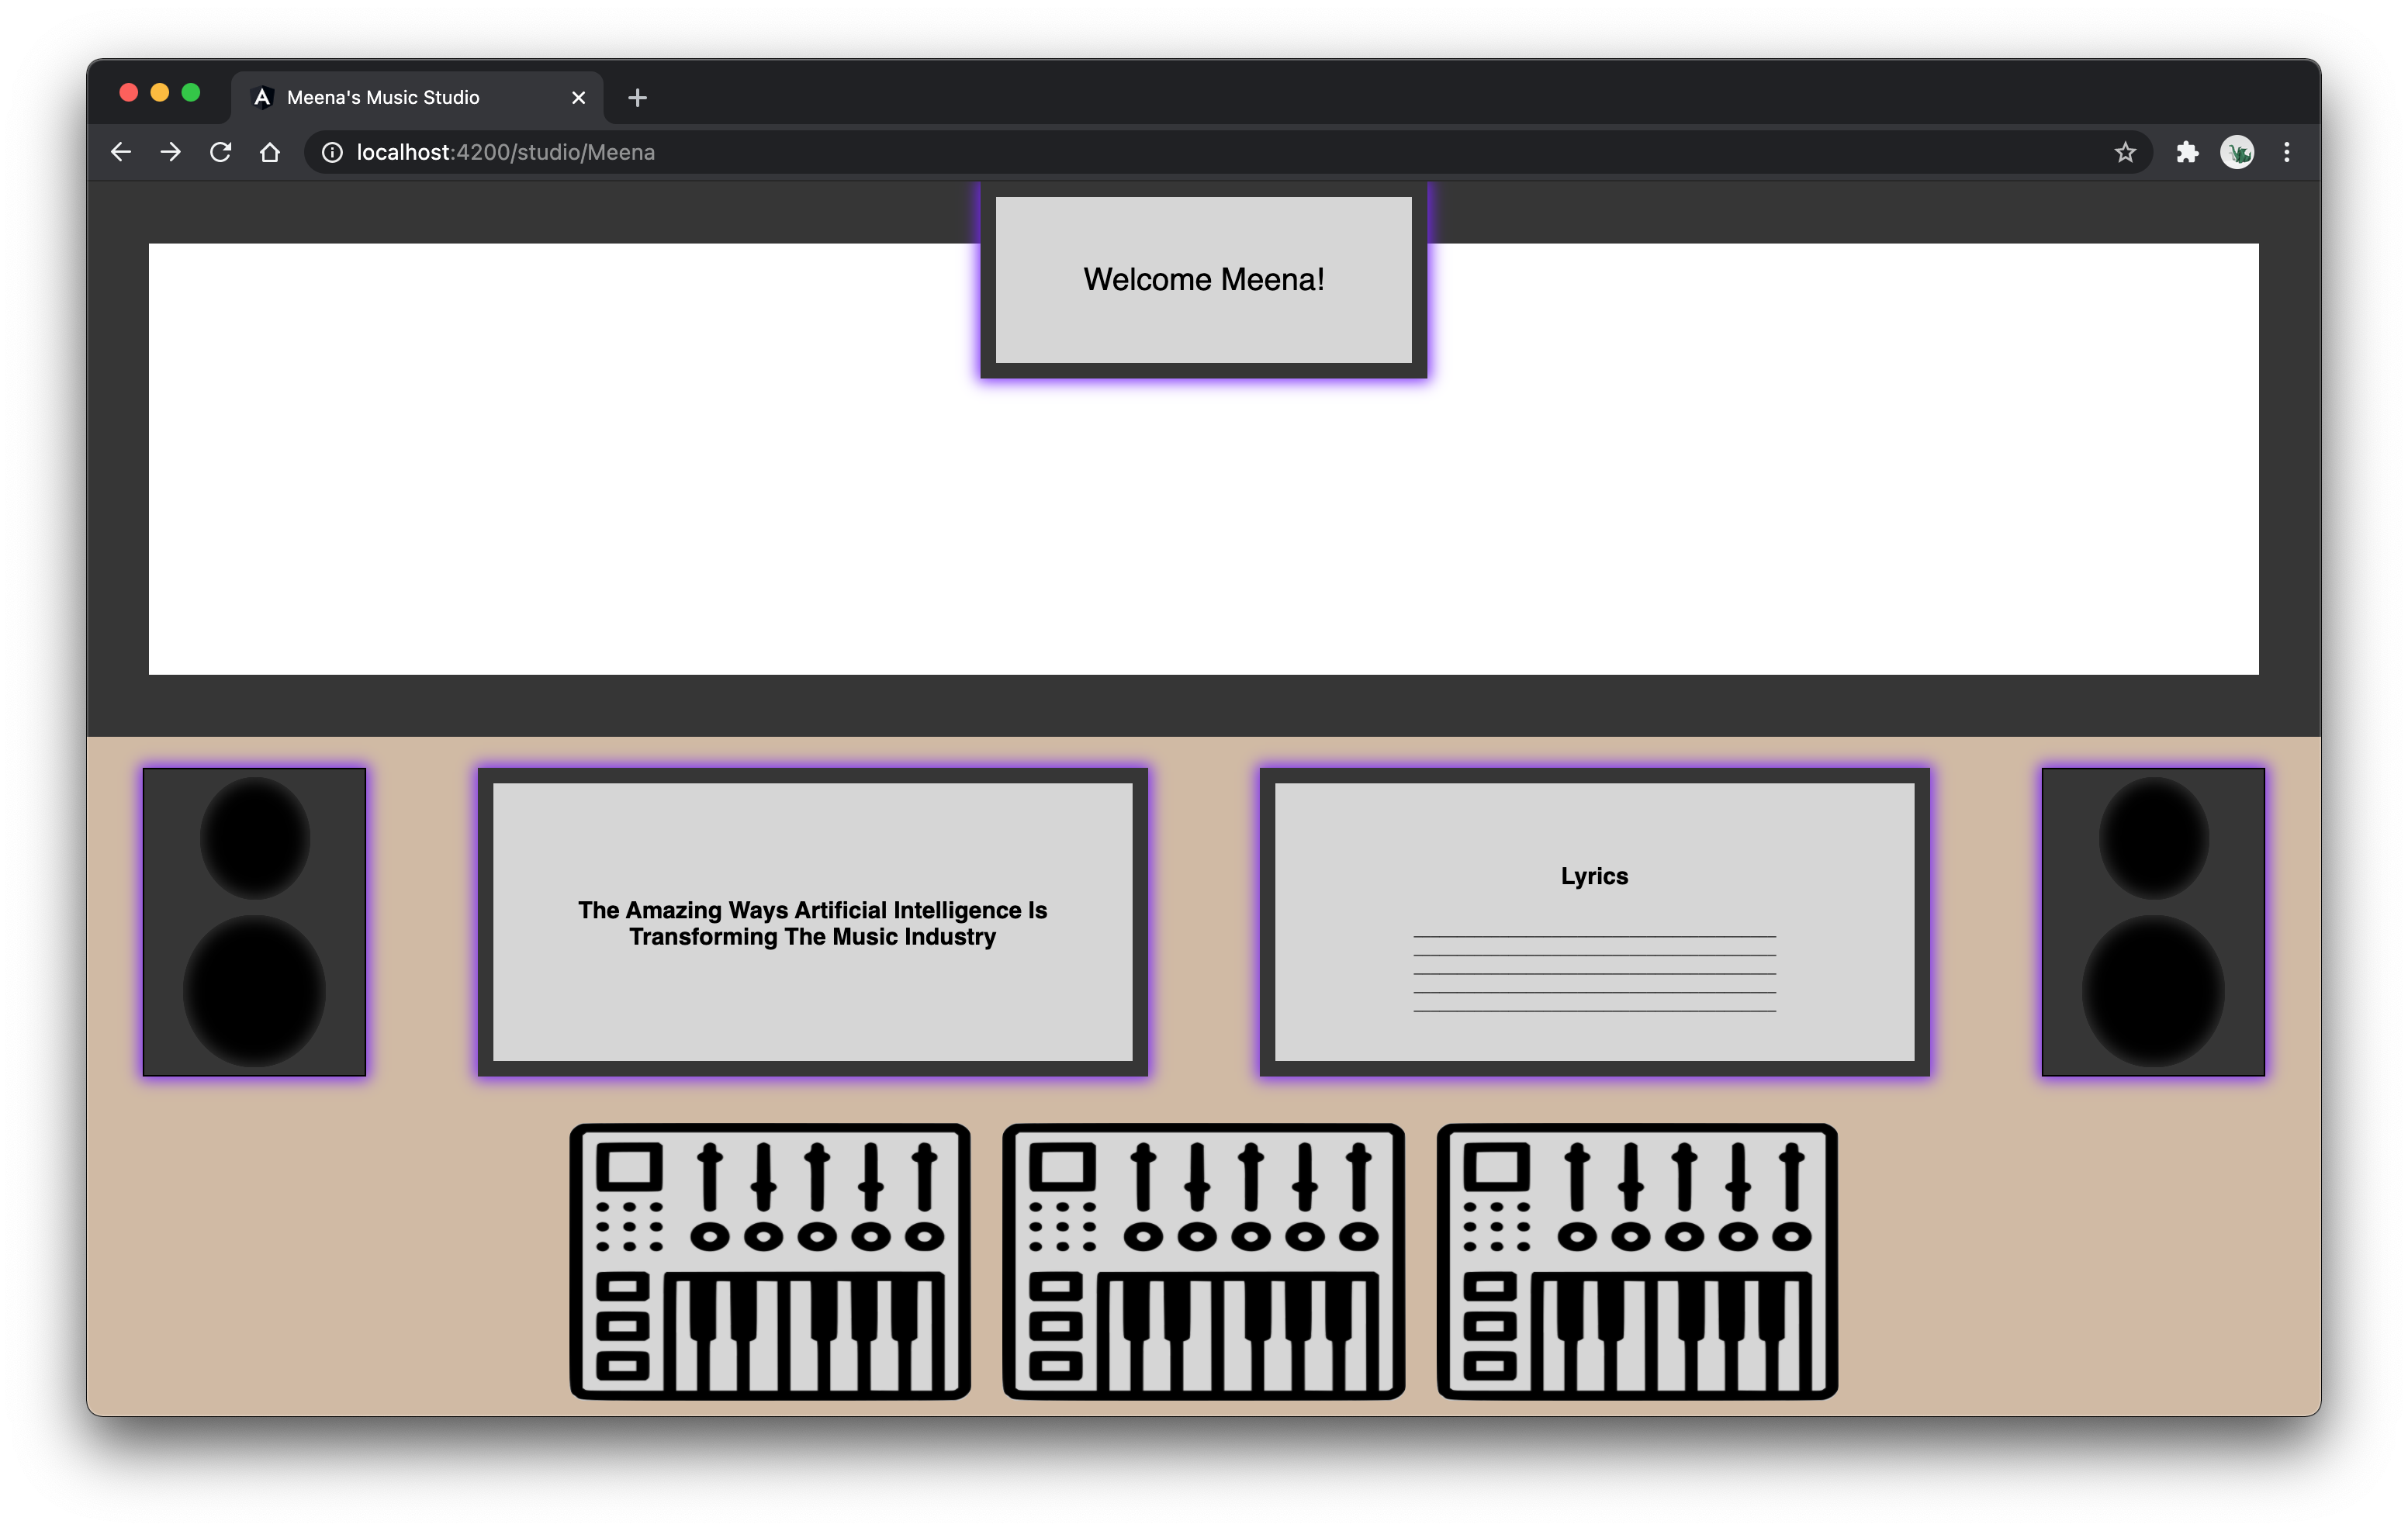 Meena's Music Studio
localhost:4200/studio/Meena
Welcome Meena!
The Amazing Ways Artificial Intelligence Is
Transforming The Music Industry
Lyrics